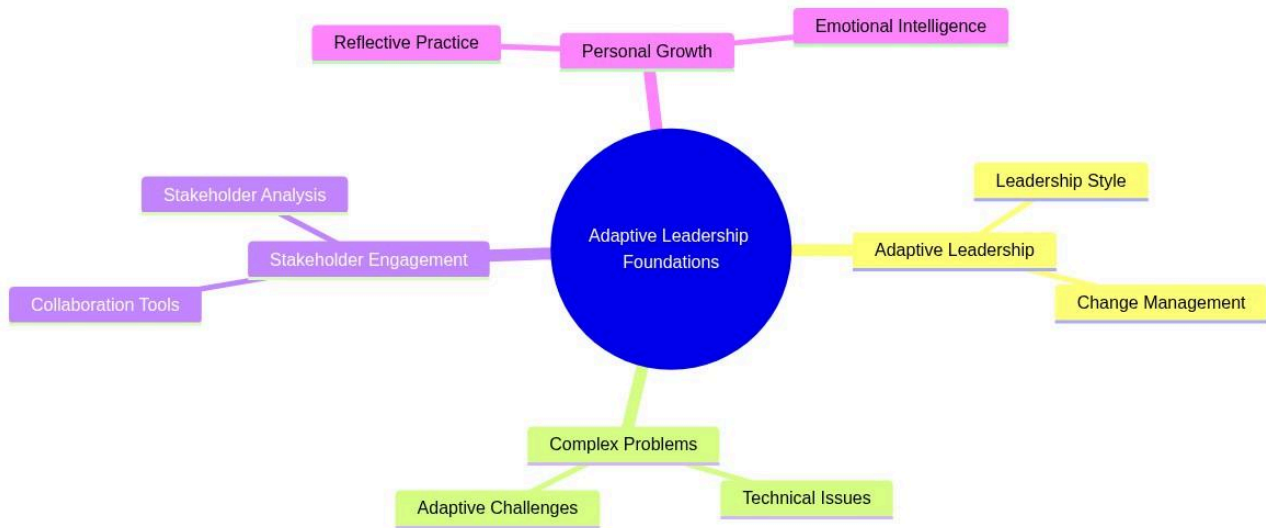 Emotional Intelligence
Reflective Practice
Personal Growth
Leadership Style
Stakeholder Analysis
Adaptive Leadership
Foundations
Adaptive Leadership
Stakeholder Engagement
Change Management
Collaboration Tools
Complex Problems
Technical Issues
Adaptive Challenges